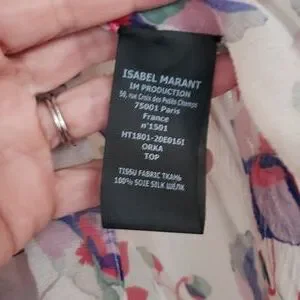 ISABEL MARANT
IM PRODUCTION
50, rue Croix des Petits Champs
75001 Paris
France
n°1501
HT1801-20E016I
ORKA
TOP
TISSU FABRIC ТКАНЬ
100% SOIE SILK ШЁЛК